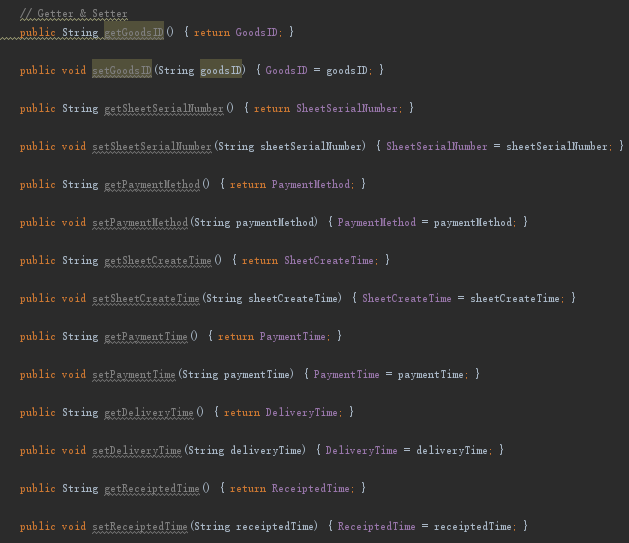 // Getter & Setter
public String getGoodsID() { return GoodsID; }
public void setGoodsID(String goodsID) { GoodsID = goodsID; }
public String getSheetSerialNumber() { return SheetSerialNumber; }
public void setSheetSerialNumber(String sheetSerialNumber) { SheetSerialNumber = sheetSerialNumber; }
public String getPaymentMethod() { return PaymentMethod; }
public void setPaymentMethod(String paymentMethod) { PaymentMethod = paymentMethod; }
public String getSheetCreateTime() { return SheetCreateTime; }
public void setSheetCreateTime(String sheetCreateTime) { SheetCreateTime = sheetCreateTime; }
public String getPaymentTime() { return PaymentTime; }
public void setPaymentTime(String paymentTime) { PaymentTime = paymentTime; }
public String getDeliveryTime() { return DeliveryTime; }
public void setDeliveryTime(String deliveryTime) { DeliveryTime = deliveryTime; }
public String getReceiptedTime() { return ReceiptedTime; }
public void setReceiptedTime(String receiptedTime) { ReceiptedTime = receiptedTime; }